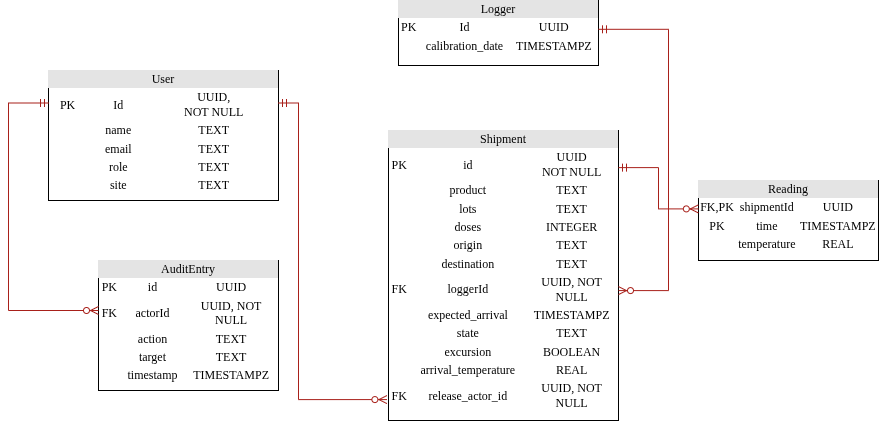 Logger
PK Id UUID
calibration_date TIMESTAMPZ
User
PK Id UUID,
NOT NULL
name TEXT
email TEXT
role TEXT
site TEXT
Shipment
PK id UUID
NOT NULL
product TEXT
lots TEXT
doses INTEGER
origin TEXT
destination TEXT
FK loggerId UUID, NOT
NULL
expected_arrival TIMESTAMPZ
state TEXT
excursion BOOLEAN
arrival_temperature REAL
FK release_actor_id UUID, NOT
NULL
Reading
FK,PK shipmentId UUID
PK time TIMESTAMPZ
temperature REAL
AuditEntry
PK id UUID
FK actorId UUID, NOT
NULL
action TEXT
target TEXT
timestamp TIMESTAMPZ